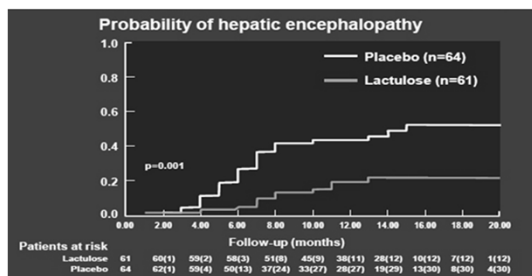 Probability of hepatic encephalopathy
1.0
Placebo (n=64)
0.8
Lactulose (n=61)
0.6
0.4
0.2
p=0.001
0.0
0.00 2.00 4.00 6.00 8.00 10.00 12.00 14.00 16.00 18.00 20.00
Follow-up (months)
Patients at risk
Lactulose 61 60(1) 59(2) 58(3) 51(8) 45(9) 38(11) 28(12) 10(12) 7(12) 1(12)
Placebo 64 62(1) 59(4) 50(13) 37(24) 33(27) 28(27) 19(29) 13(30) 8(30) 4(30)